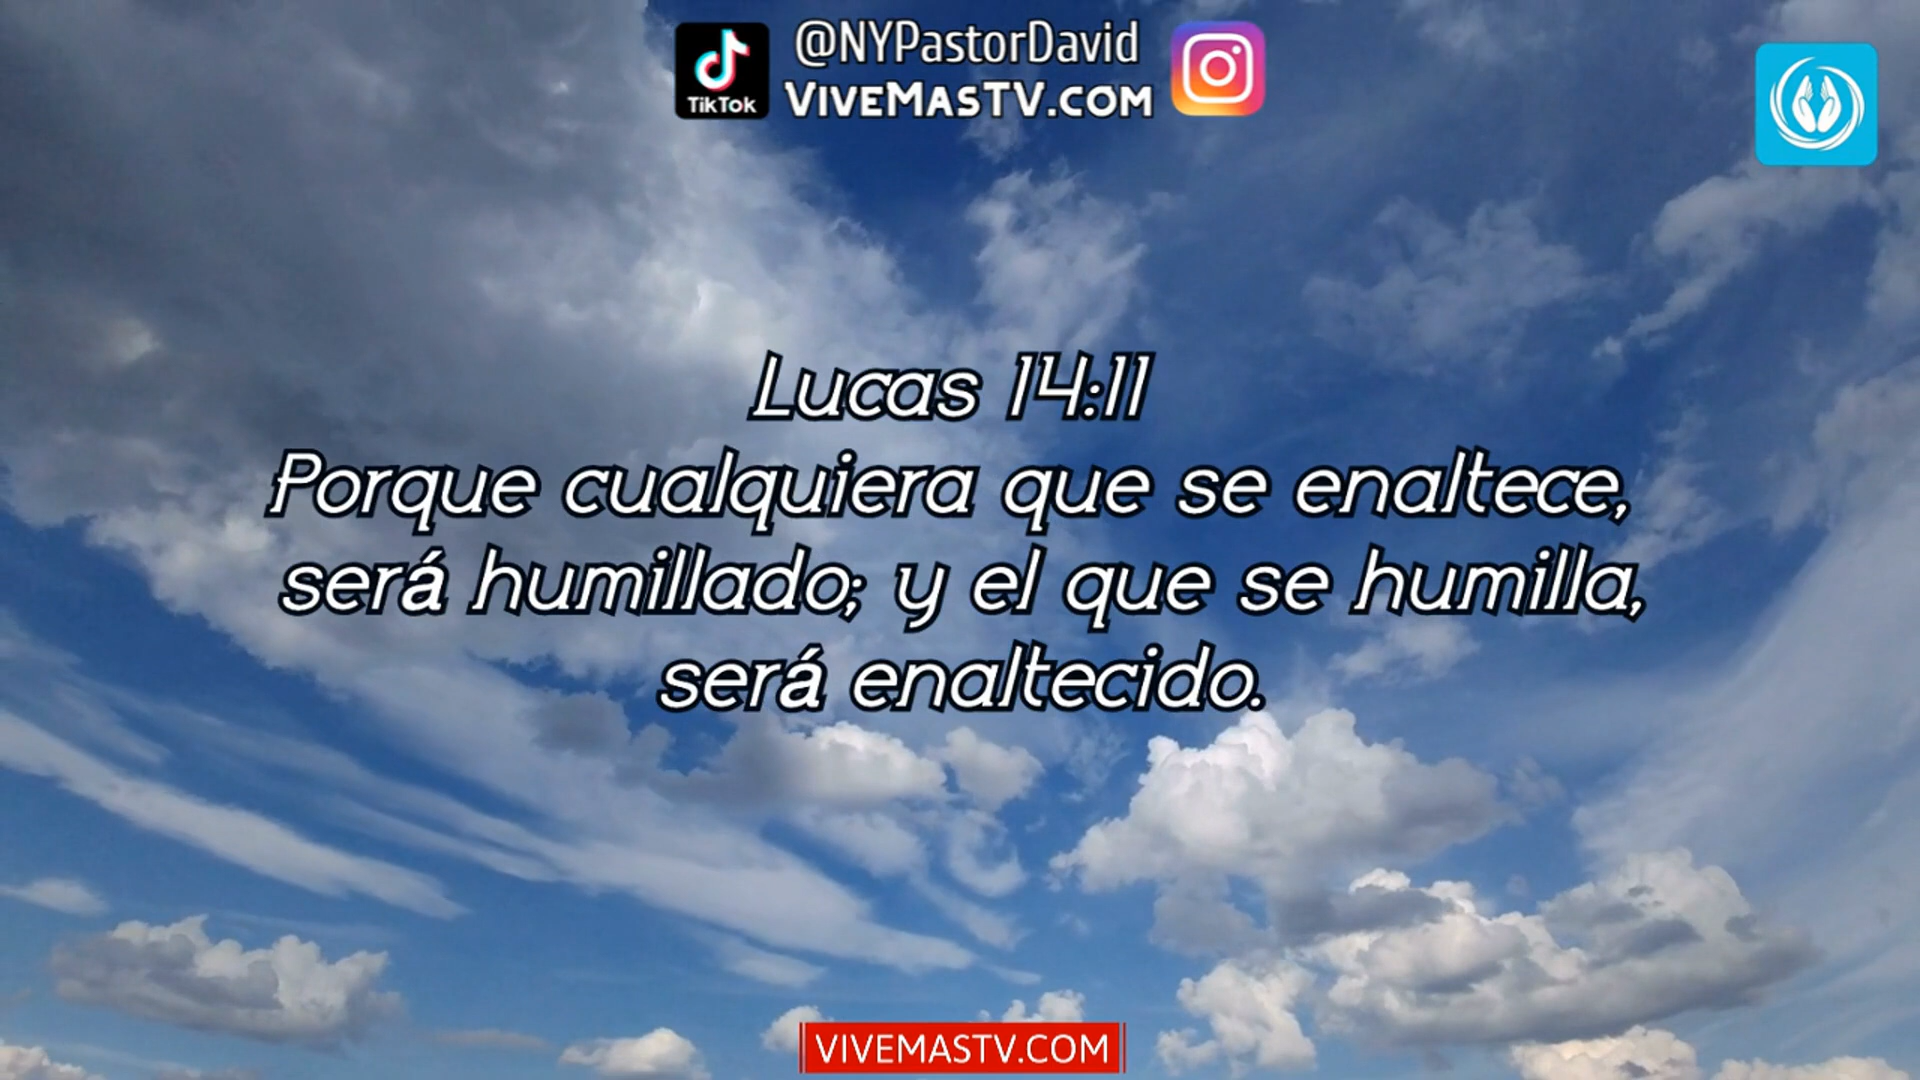 TikTok
@NYPastorDavid
VIVEMASTV.COM
Lucas 14:11
Porque cualquiera que se enaltece,
será humillado; y el que se humilla,
será enaltecido.
VIVEMASTV.COM